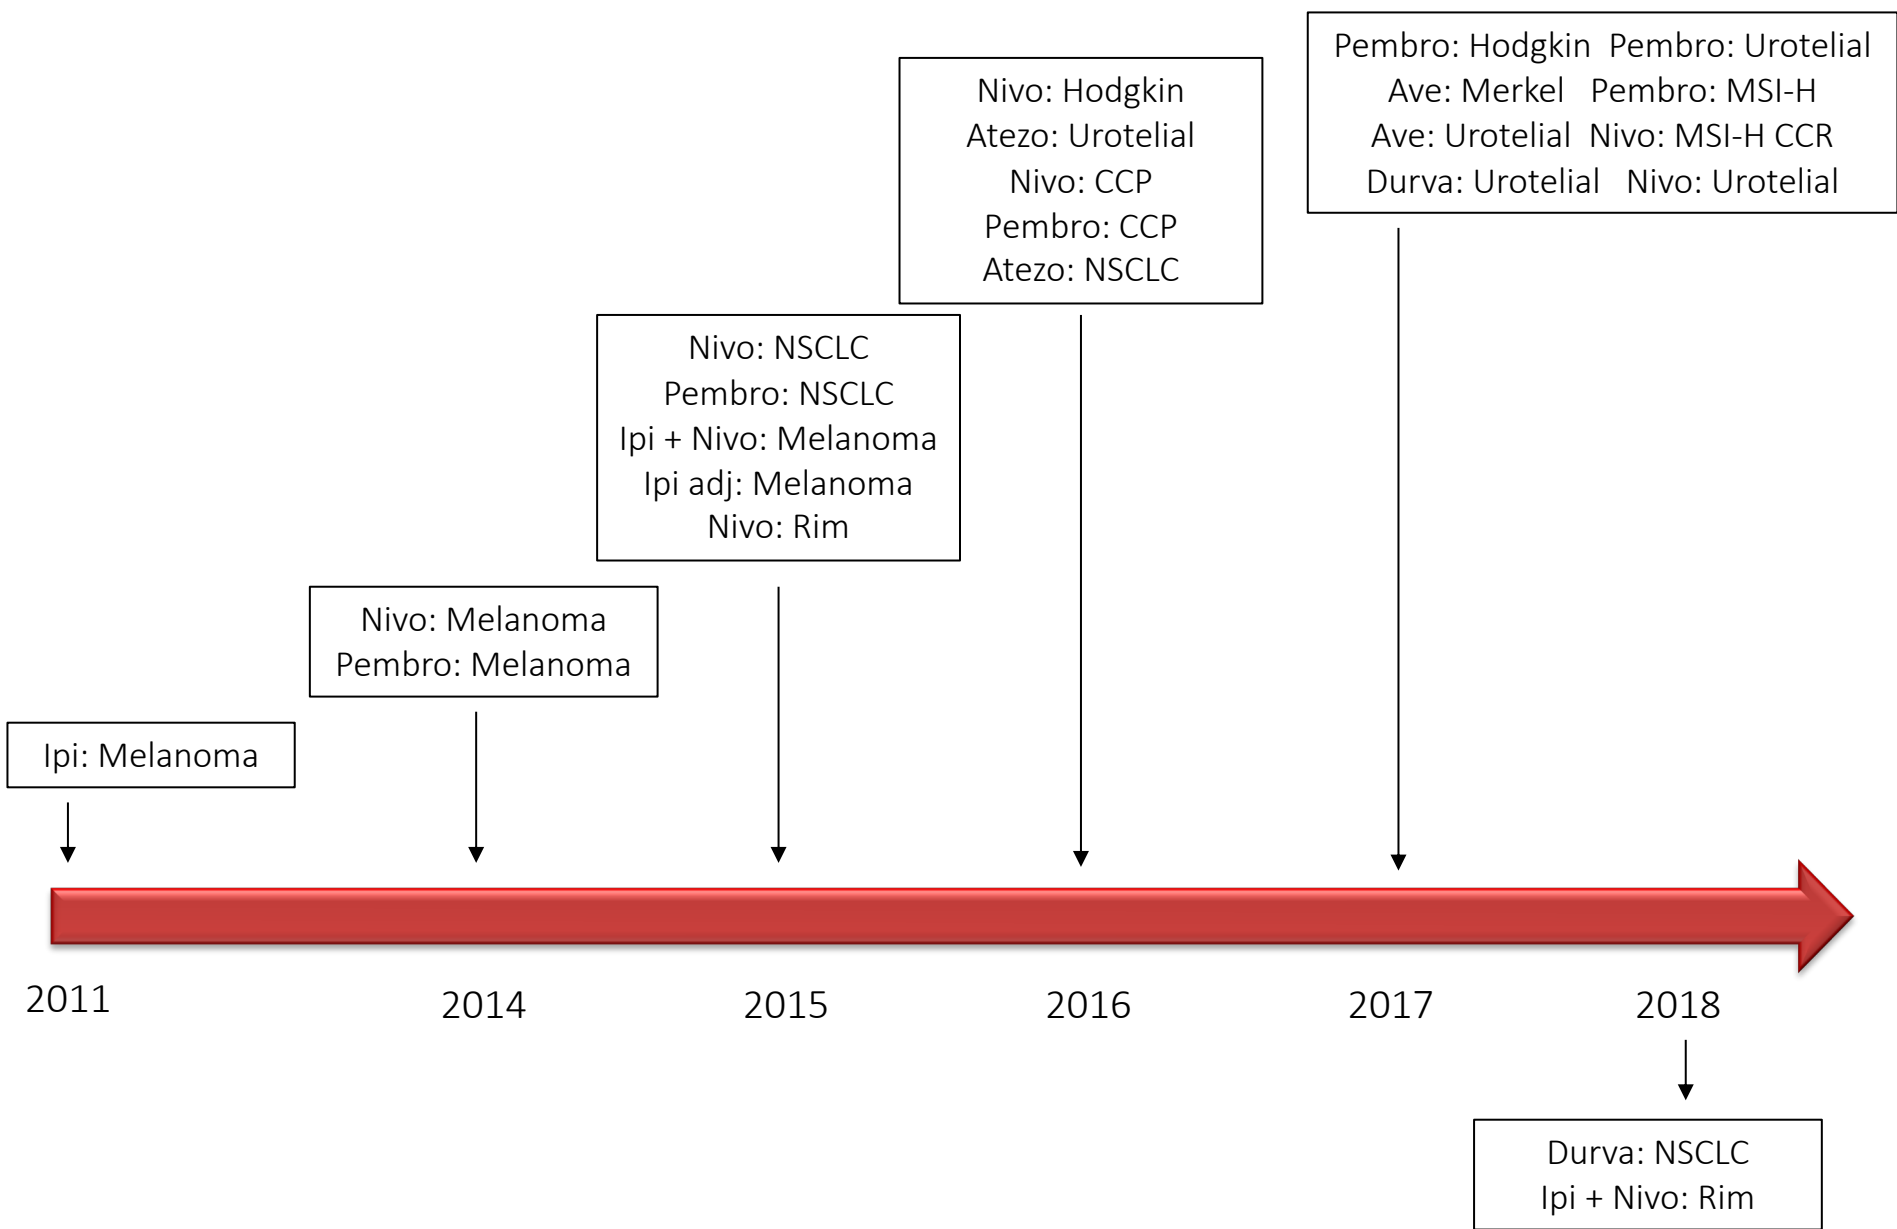 Pembro: Hodgkin Pembro: Urotelial
Ave: Merkel Pembro: MSI-H
Ave: Urotelial Nivo: MSI-H CCR
Durva: Urotelial Nivo: Urotelial
Nivo: Hodgkin
Atezo: Urotelial
Nivo: CCP
Pembro: CCP
Atezo: NSCLC
Nivo: NSCLC
Pembro: NSCLC
Ipi + Nivo: Melanoma
Ipi adj: Melanoma
Nivo: Rim
Nivo: Melanoma
Pembro: Melanoma
Ipi: Melanoma
2011 2014 2015 2016 2017 2018
Durva: NSCLC
Ipi + Nivo: Rim